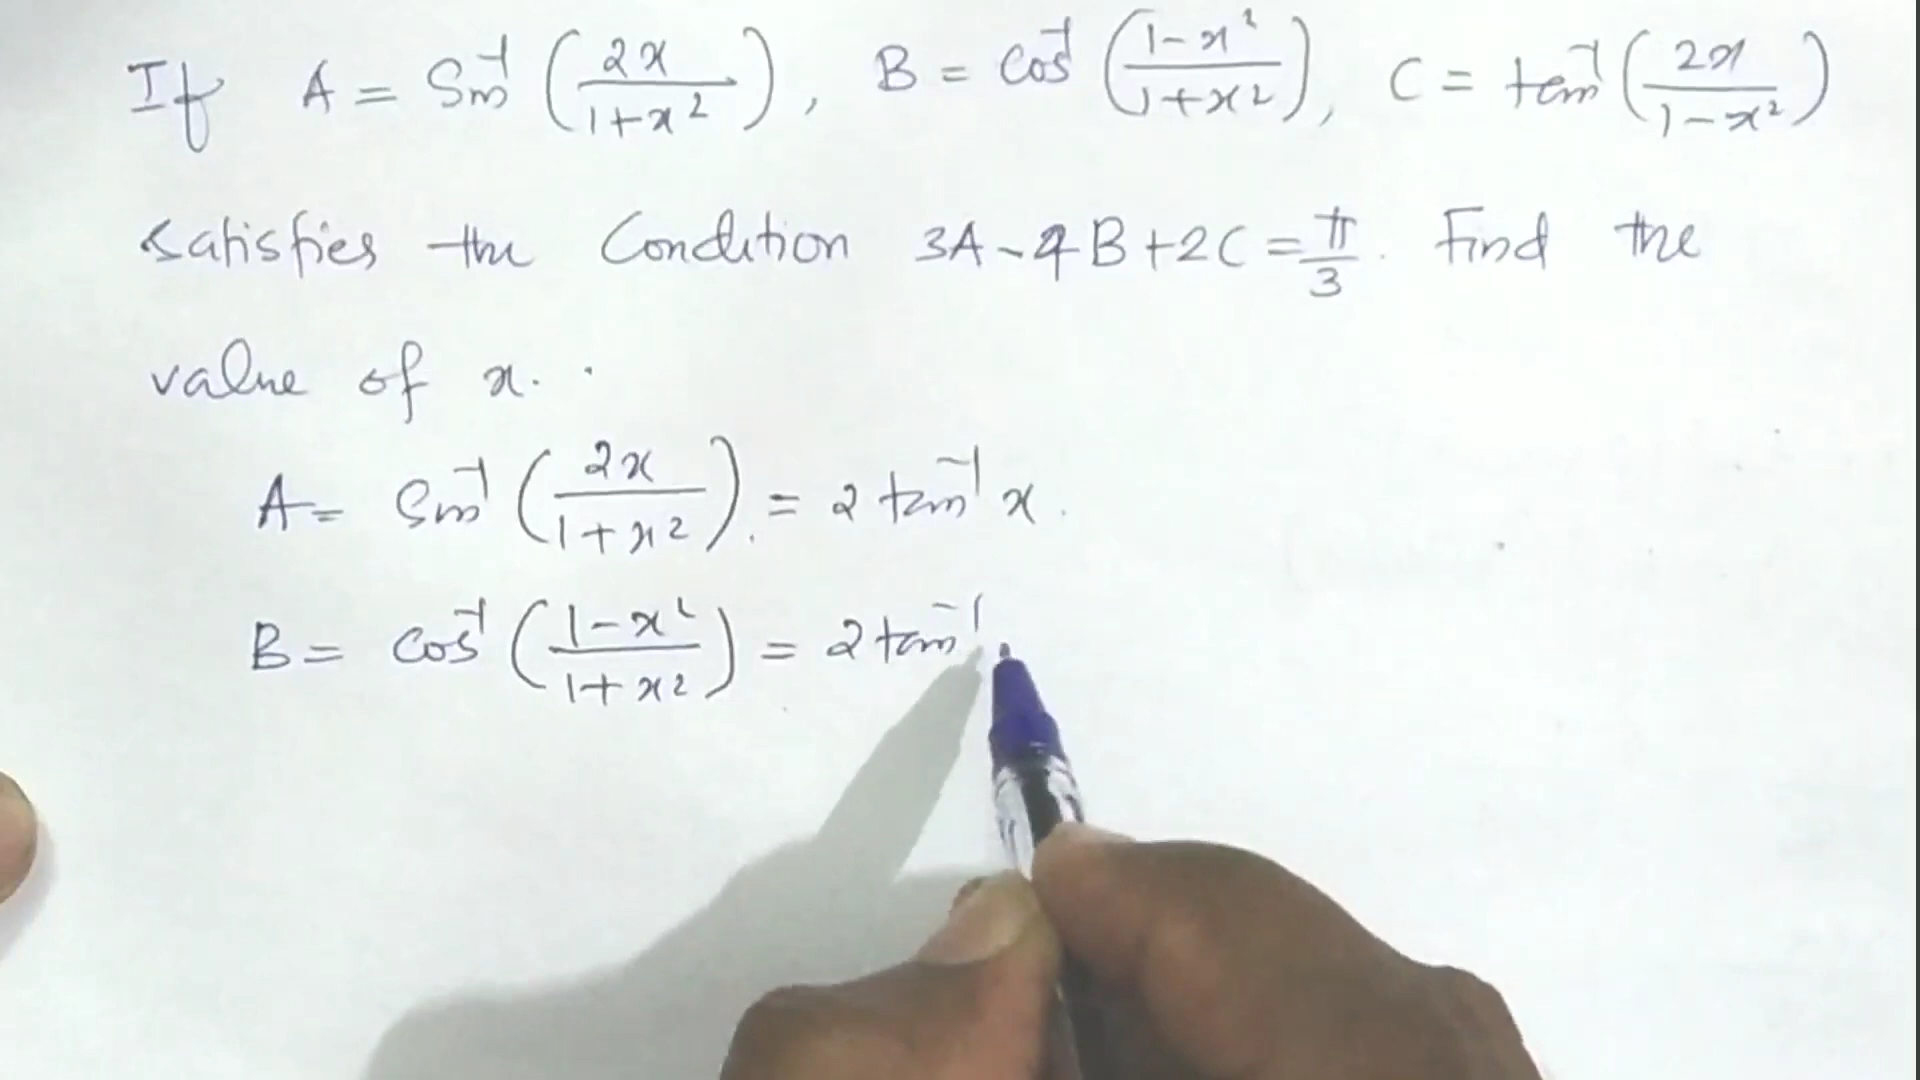 If A = Sin⁻¹ (2x / 1+x²), B = Cos⁻¹ (1-x² / 1+x²), C = tan⁻¹ (2x / 1-x²)
satisfies the Condition 3A - 4B + 2C = π/3. Find the
value of x.
A = Sin⁻¹ (2x / 1+x²) = 2 tan⁻¹ x.
B = Cos⁻¹ (1-x² / 1+x²) = 2 tan⁻¹